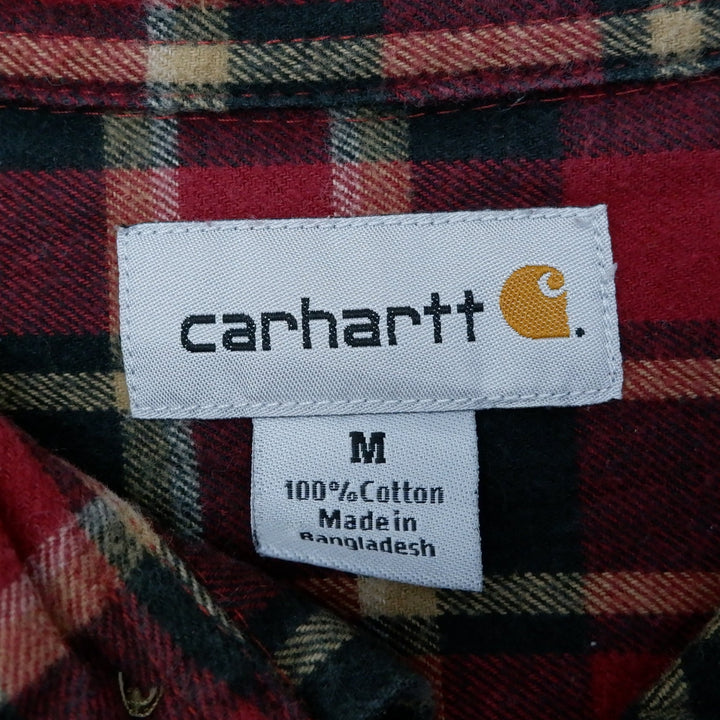 carhartt.
M
100% Cotton
Made in
Bangladesh